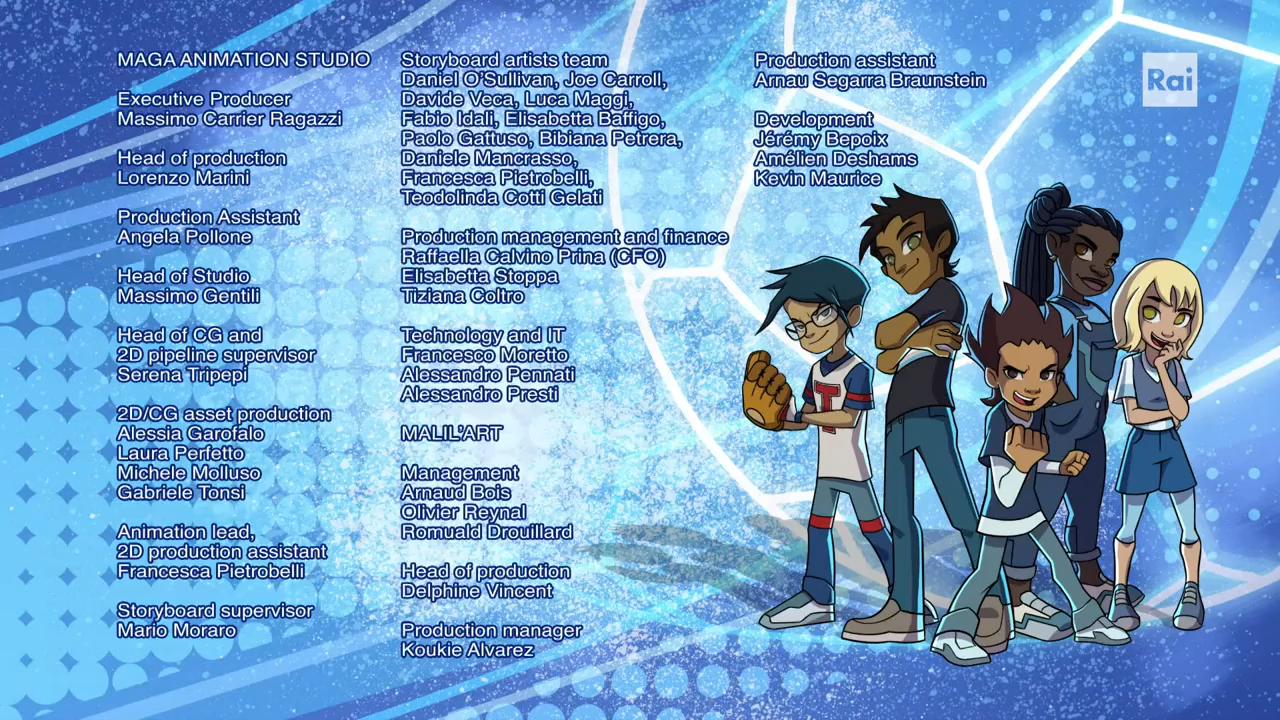 MAGA ANIMATION STUDIO
Executive Producer
Massimo Carrier Ragazzi
Head of production
Lorenzo Marini
Production Assistant
Angela Pollone
Head of Studio
Massimo Gentili
Head of CG and
2D pipeline supervisor
Serena Tripepi
2D/CG asset production
Alessia Garofalo
Laura Perfetto
Michele Molluso
Gabriele Tonsi
Animation lead,
2D production assistant
Francesca Pietrobelli
Storyboard supervisor
Mario Moraro
Storyboard artists team
Daniel O'Sullivan, Joe Carroll,
Davide Veca, Luca Maggi,
Fabio Idali, Elisabetta Baffigo,
Paolo Gattuso, Bibiana Petrera,
Daniele Mancrasso,
Francesca Pietrobelli,
Teodolinda Cotti Gelati
Production management and finance
Raffaella Calvino Prina (CFO)
Elisabetta Stoppa
Tiziana Coltro
Technology and IT
Francesco Moretto
Alessandro Pennati
Alessandro Presti
MALIL'ART
Management
Arnaud Bois
Olivier Reynal
Romuald Drouillard
Head of production
Delphine Vincent
Production manager
Koukie Alvarez
Production assistant
Arnau Segarra Braunstein
Development
Jérémy Bepoix
Amélien Deshams
Kevin Maurice
Rai
T